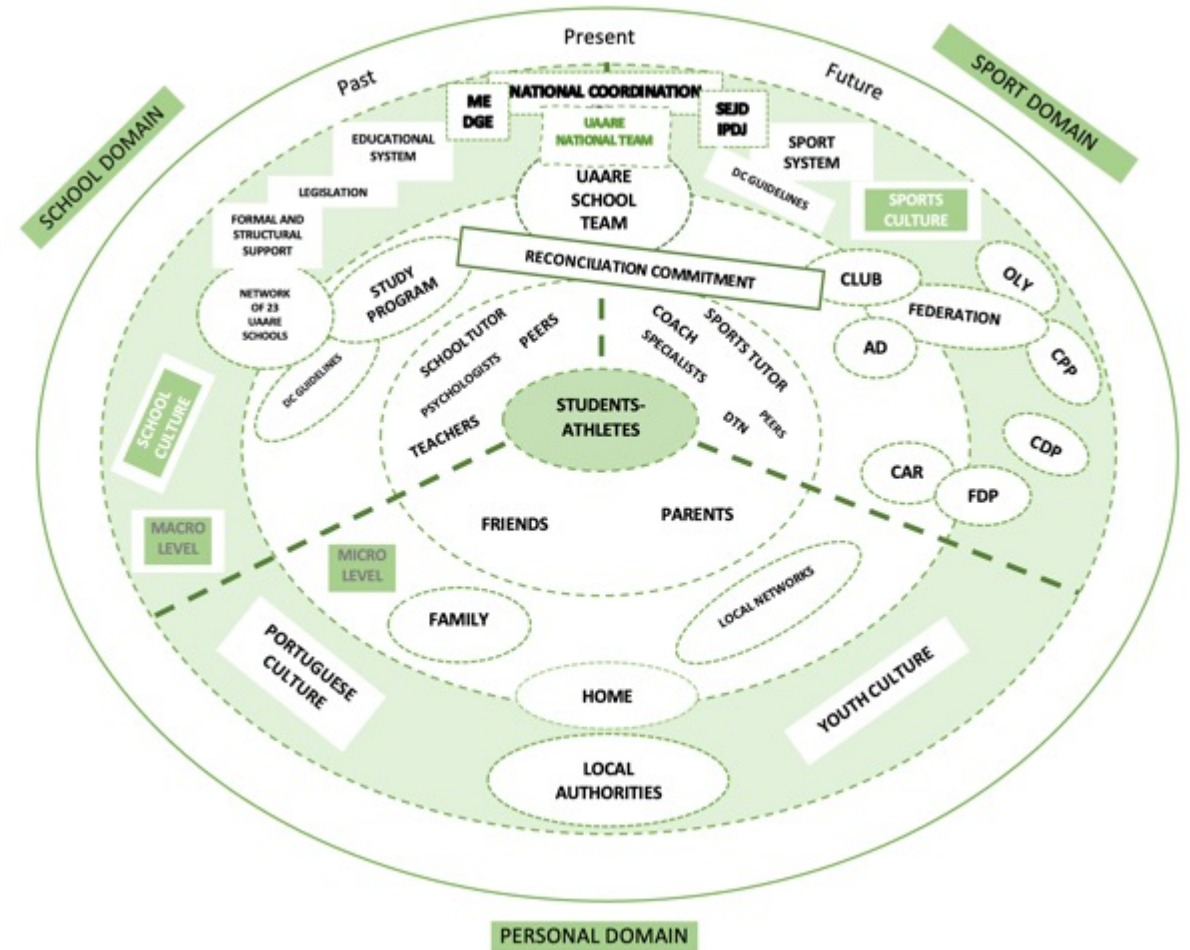 Present
Past
Future
SCHOOL DOMAIN
SPORT DOMAIN
NATIONAL COORDINATION
ME
DGE
SEJD
IPDJ
UAARE
NATIONAL TEAM
EDUCATIONAL
SYSTEM
SPORT
SYSTEM
LEGISLATION
DC GUIDELINES
SPORTS
CULTURE
FORMAL AND
STRUCTURAL
SUPPORT
UAARE
SCHOOL
TEAM
RECONCILIATION COMMITMENT
NETWORK
OF 23
UAARE
SCHOOLS
STUDY
PROGRAM
DC GUIDELINES
CLUB
OLY
FEDERATION
AD
CPP
CDP
CAR
FDP
SCHOOLTUTOR
PEERS
PSYCHOLOGISTS
TEACHERS
COACH
SPORTS TUTOR
SPECIALISTS
DTN
PEERS
STUDENTS-
ATHLETES
SCHOOL
CULTURE
MACRO
LEVEL
MICRO
LEVEL
FRIENDS
PARENTS
FAMILY
LOCAL NETWORKS
PORTUGUESE
CULTURE
HOME
YOUTH CULTURE
LOCAL
AUTHORITIES
PERSONAL DOMAIN